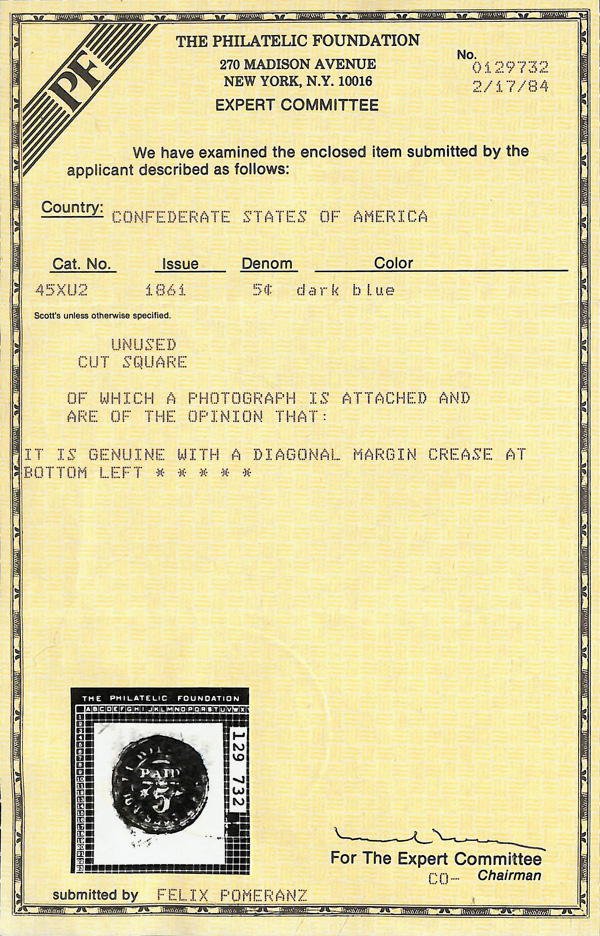 PF
THE PHILATELIC FOUNDATION
270 MADISON AVENUE
NEW YORK, N.Y. 10016
EXPERT COMMITTEE
No. 0129732
2/17/84
We have examined the enclosed item submitted by the
applicant described as follows:
Country: CONFEDERATE STATES OF AMERICA
Cat. No. Issue Denom Color
45XU2 1861 5¢ dark blue
Scott's unless otherwise specified.
UNUSED
CUT SQUARE
OF WHICH A PHOTOGRAPH IS ATTACHED AND
ARE OF THE OPINION THAT:
IT IS GENUINE WITH A DIAGONAL MARGIN CREASE AT
BOTTOM LEFT * * * * *
THE PHILATELIC FOUNDATION
ABCDEFGHIJKLMNOPQRSTUVWXY
129 732
PAID
5
For The Expert Committee
CO- Chairman
submitted by FELIX POMERANZ